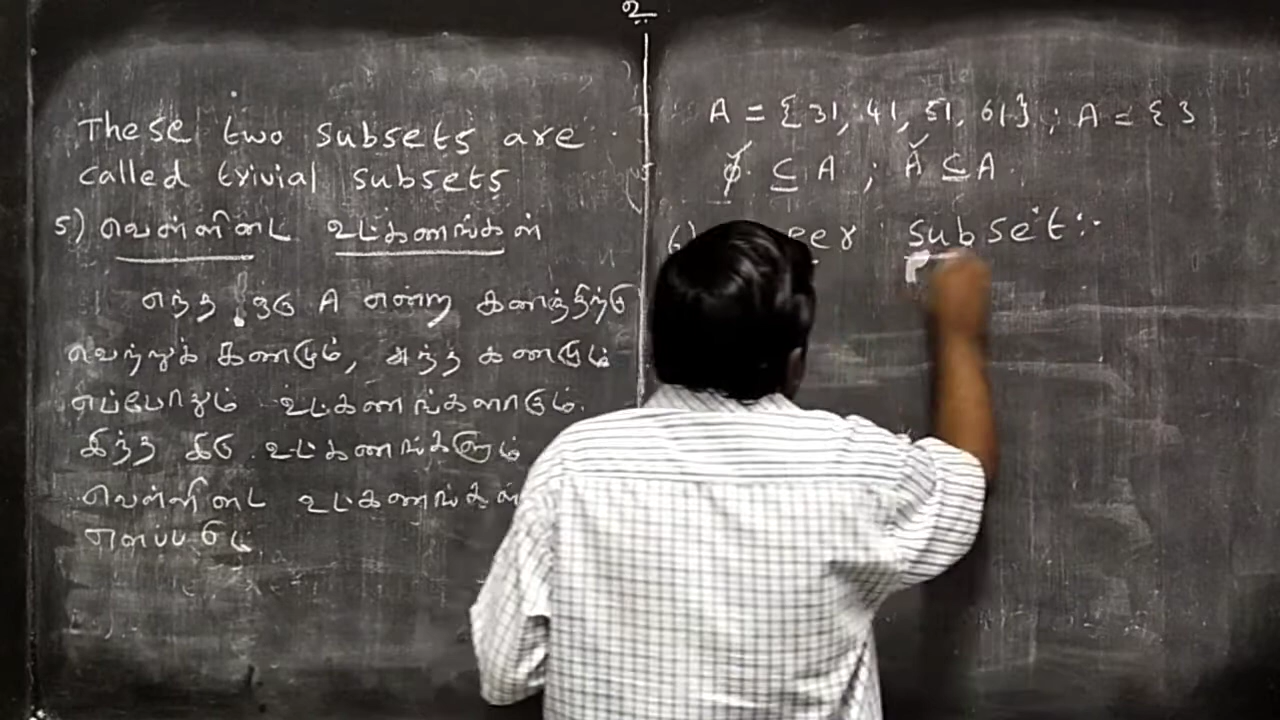 உ
These two subsets are
called trivial subsets
5) வெள்ளிடை உட்கணங்கள்
எந்த ஒரு A என்ற கணத்திற்கு
வெற்றுக் கணமும், அந்த கணமும்
எப்போதும் உட்கணங்களாகும்.
இந்த இரு உட்கணங்களும்
வெள்ளிடை உட்கணங்கள்
எனப்படும்
A = {31, 41, 51, 61} ; A = { }
ϕ ⊆ A ; A ⊆ A
6) per subset:-